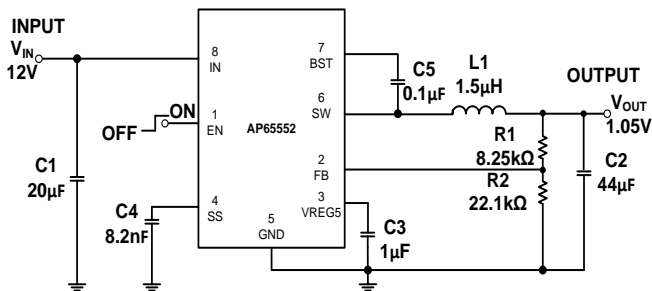 INPUT
VIN
12V
C1
20µF
OFF
ON
C4
8.2nF
8
IN
1
EN
4
SS
AP65552
7
BST
6
SW
2
FB
3
VREG5
5
GND
C5
0.1µF
L1
1.5µH
C3
1µF
R1
8.25kΩ
R2
22.1kΩ
OUTPUT
VOUT
1.05V
C2
44µF